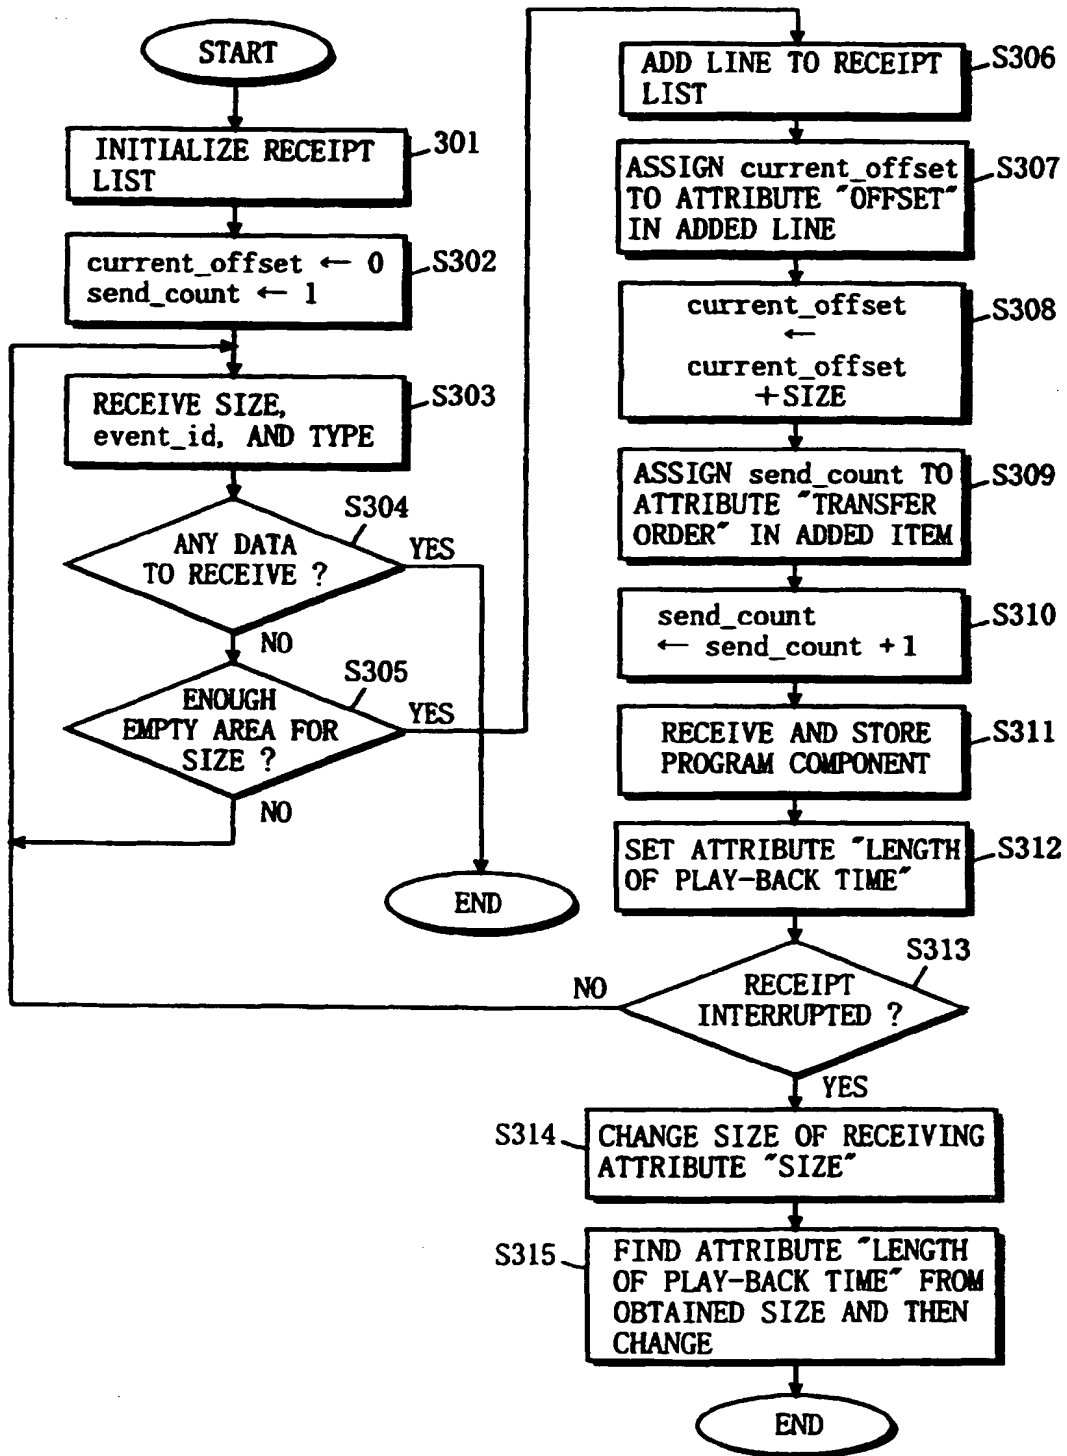 START
INITIALIZE RECEIPT
LIST
301
current_offset ← 0
send_count ← 1
S302
RECEIVE SIZE,
event_id, AND TYPE
S303
S304
ANY DATA
TO RECEIVE ?
YES
NO
S305
ENOUGH
EMPTY AREA FOR
SIZE ?
YES
NO
END
ADD LINE TO RECEIPT
LIST
S306
ASSIGN current_offset
TO ATTRIBUTE "OFFSET"
IN ADDED LINE
S307
current_offset
←
current_offset
+SIZE
S308
ASSIGN send_count TO
ATTRIBUTE "TRANSFER
ORDER" IN ADDED ITEM
S309
send_count
← send_count +1
S310
RECEIVE AND STORE
PROGRAM COMPONENT
S311
SET ATTRIBUTE "LENGTH
OF PLAY-BACK TIME"
S312
S313
RECEIPT
INTERRUPTED ?
NO
YES
S314
CHANGE SIZE OF RECEIVING
ATTRIBUTE "SIZE"
S315
FIND ATTRIBUTE "LENGTH
OF PLAY-BACK TIME" FROM
OBTAINED SIZE AND THEN
CHANGE
END